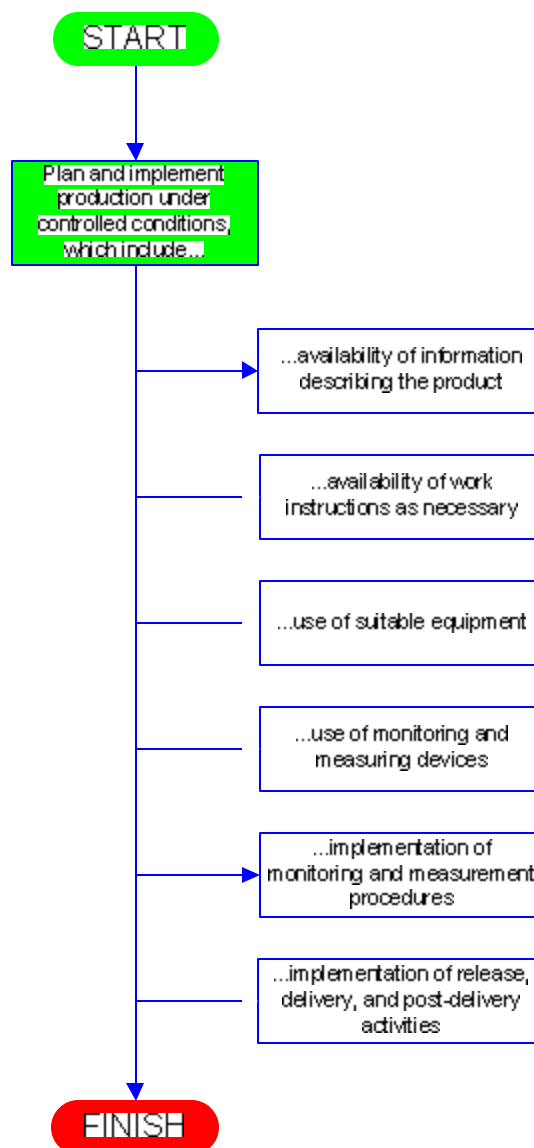 START
Plan and implement
production under
controlled conditions,
which include...
...availability of information
describing the product
...availability of work
instructions as necessary
...use of suitable equipment
...use of monitoring and
measuring devices
...implementation of
monitoring and measurement
procedures
...implementation of release,
delivery, and post-delivery
activities
FINISH